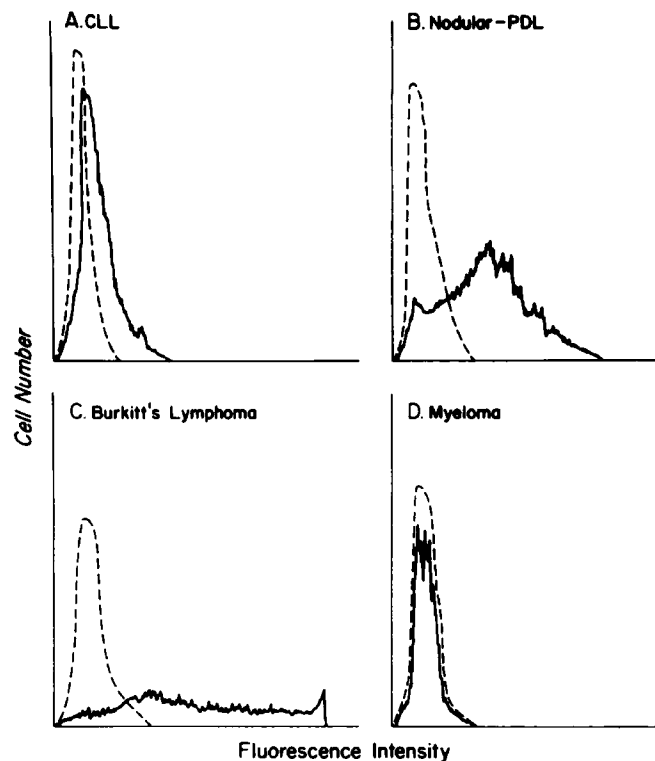 A. CLL
B. Nodular-PDL
C. Burkitt's Lymphoma
D. Myeloma
Cell Number
Fluorescence Intensity